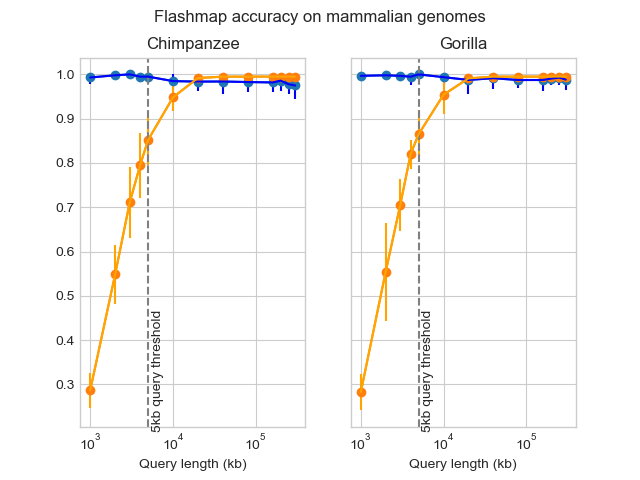 Flashmap accuracy on mammalian genomes
Chimpanzee
Gorilla
1.0
0.9
0.8
0.7
0.6
0.5
0.4
0.3
5kb query threshold
5kb query threshold
10³
10⁴
10⁵
10³
10⁴
10⁵
Query length (kb)
Query length (kb)